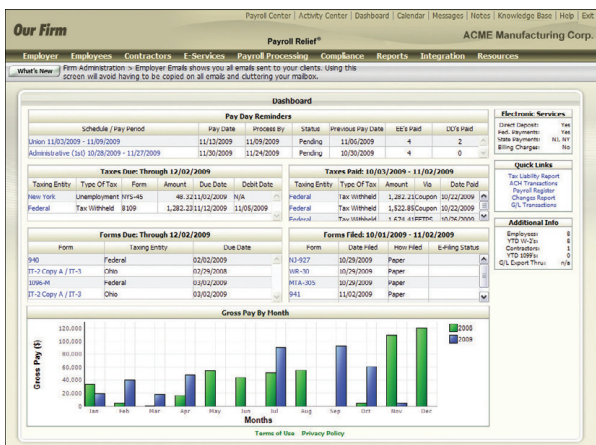 Payroll Center | Activity Center | Dashboard | Calendar | Messages | Notes | Knowledge Base | Help | Exit
Our Firm
Payroll Relief®
ACME Manufacturing Corp.
Employer Employees Contractors E-Services Payroll Processing Compliance Reports Integration Resources
What's New
Firm Administration > Employer Emails shows you all emails sent to your clients. Using this
screen will avoid having to be copied on all emails and cluttering your mailbox.
Dashboard
Pay Day Reminders
Schedule / Pay Period Pay Date Process By Status Previous Pay Date EE's Paid DD's Paid
Union 11/03/2009 - 11/09/2009 11/13/2009 11/09/2009 Pending 11/06/2009 4 2
Administrative (1st) 10/28/2009 - 11/27/2009 11/30/2009 11/24/2009 Pending 10/30/2009 4 0
Taxes Due: Through 12/02/2009
Taxing Entity Type Of Tax Form Amount Due Date Debit Date
New York Unemployment NYS-45 48.32 11/02/2009 N/A
Federal Tax Withheld 8109 1,282.23 11/12/2009 11/05/2009
Taxes Paid: 10/03/2009 - 11/02/2009
Taxing Entity Type Of Tax Amount Via Date Paid
Federal Tax Withheld 1,282.21 Coupon 10/22/2009
Federal Tax Withheld 1,522.85 Coupon 10/22/2009
Federal Tax Withheld 1,674.41 EFTPS 10/26/2009
Forms Due: Through 12/02/2009
Form Taxing Entity Due Date
940 Federal 02/02/2009
IT-2 Copy A / IT-3 Ohio 02/29/2008
1096-M Federal 03/02/2009
IT-2 Copy A / IT-3 Ohio 03/02/2009
Forms Filed: 10/01/2009 - 11/02/2009
Form Date Filed How Filed E-Filing Status
NJ-927 10/29/2009 Paper
WR-30 10/29/2009 Paper
MTA-305 10/29/2009 Paper
941 11/02/2009 Paper
Electronic Services
Direct Deposit: Yes
Fed. Payments: Yes
State Payments: NJ, NY
Billing Charges: No
Quick Links
Tax Liability Report
ACH Transactions
Payroll Register
Changes Report
G/L Transactions
Additional Info
Employees: 8
YTD W-2's: 8
Contractors: 1
YTD 1099's: 0
G/L Export Thru: n/a
Gross Pay By Month
Gross Pay ($)
120,000
100,000
80,000
60,000
40,000
20,000
0.00
Jan Feb Mar Apr May Jun Jul Aug Sep Oct Nov Dec
Months
2008
2009
Terms of Use Privacy Policy